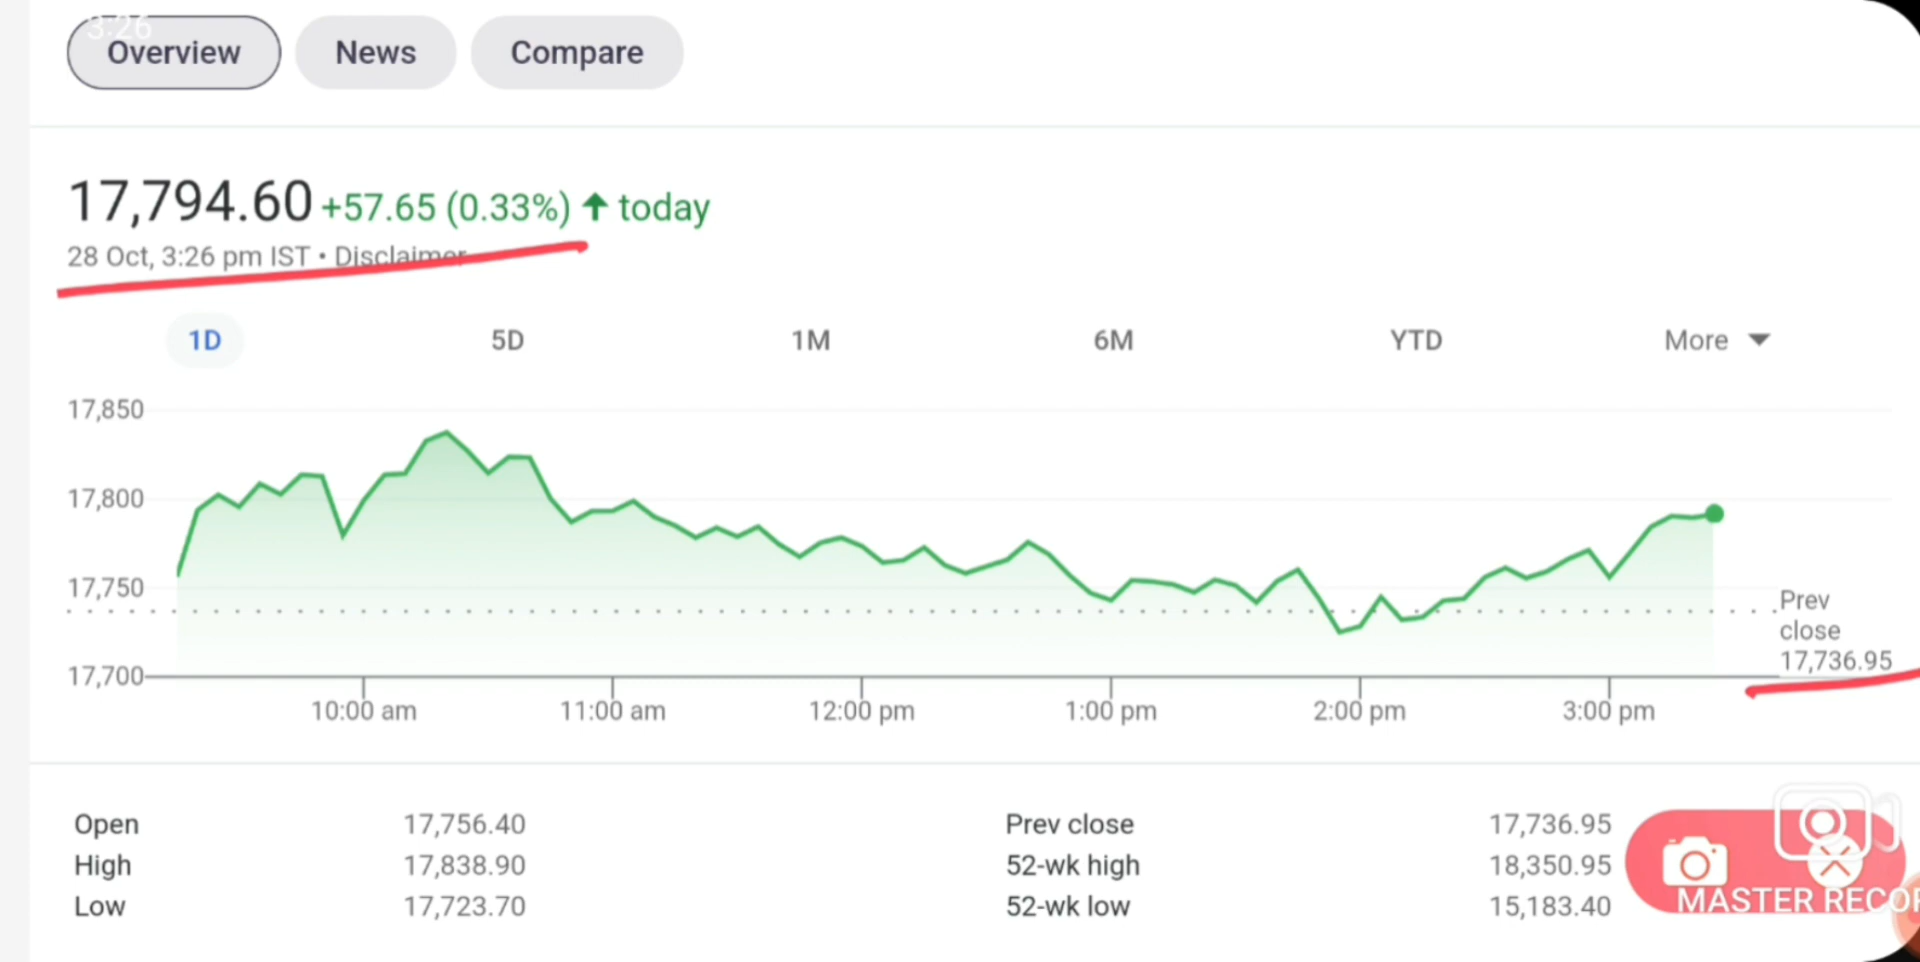 3:26
Overview News Compare
17,794.60 +57.65 (0.33%) ↑ today
28 Oct, 3:26 pm IST • Disclaimer
1D 5D 1M 6M YTD More
17,850
17,800
17,750
17,700
Prev
close
17,736.95
10:00 am 11:00 am 12:00 pm 1:00 pm 2:00 pm 3:00 pm
Open 17,756.40 Prev close 17,736.95
High 17,838.90 52-wk high 18,350.95
Low 17,723.70 52-wk low 15,183.40
MASTER RECOR